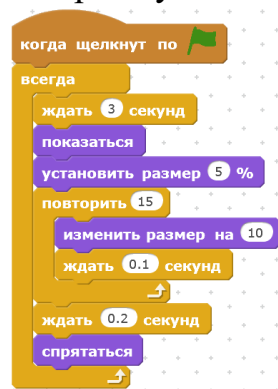 когда щелкнут по
всегда
ждать 3 секунд
показаться
установить размер 5 %
повторить 15
изменить размер на 10
ждать 0.1 секунд
ждать 0.2 секунд
спрятаться